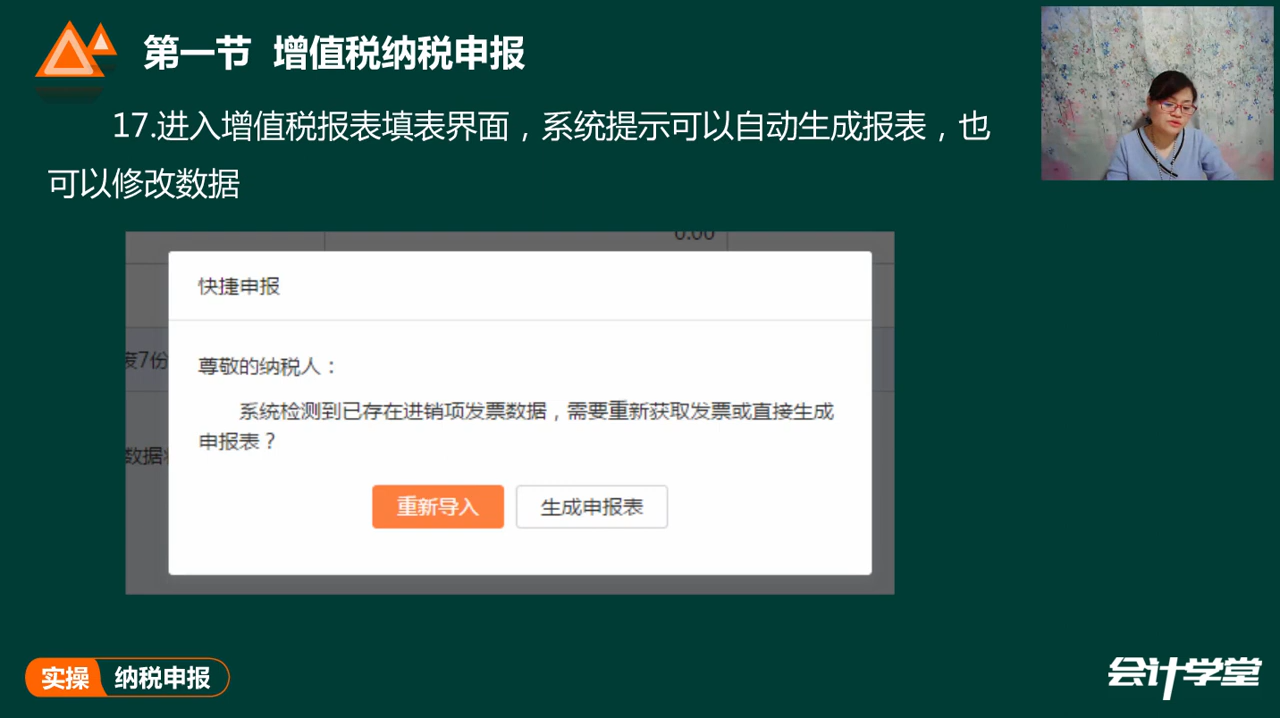 第一节 增值税纳税申报
17.进入增值税报表填表界面，系统提示可以自动生成报表，也
可以修改数据
0.00
快捷申报
废7份
尊敬的纳税人：
系统检测到已存在进销项发票数据，需要重新获取发票或直接生成
申报表？
数据
重新导入 生成申报表
实操 纳税申报
会计学堂